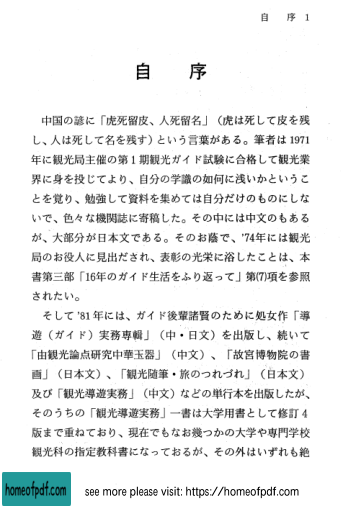 自 序 1
自 序
中国の諺に「虎死留皮、人死留名」（虎は死して皮を残
し、人は死して名を残す）という言葉がある。筆者は 1971
年に観光局主催の第１期観光ガイド試験に合格して観光業
界に身を投じてより、自分の学識の如何に浅いかというこ
とを覚り、勉強して資料を集めては自分だけのものにしな
いで、色々な機関誌に寄稿した。その中には中文のもある
が、大部分が日本文である。そのお蔭で、'74年には観光
局のお役人に見出だされ、表彰の光栄に浴したことは、本
書第三部「16年のガイド生活をふり返って」第(7)項を参照
されたい。
そして '81 年には、ガイド後輩諸賢のために処女作「導
遊（ガイド）実務専輯」（中・日文）を出版し、続いて
「由観光論点研究中華玉器」（中文）、「故宮博物院の書
画」（日本文）、「観光随筆・旅のつれづれ」（日本文）
及び「観光導遊実務」（中文）などの単行本を出版したが、
そのうちの「観光導遊実務」一書は大学用書として修訂４
版まで重ねており、現在でもなお幾つかの大学や専門学校
観光科の指定教科書になっておるが、その外はいずれも絶
homeofpdf.com
see more please visit: https://homeofpdf.com